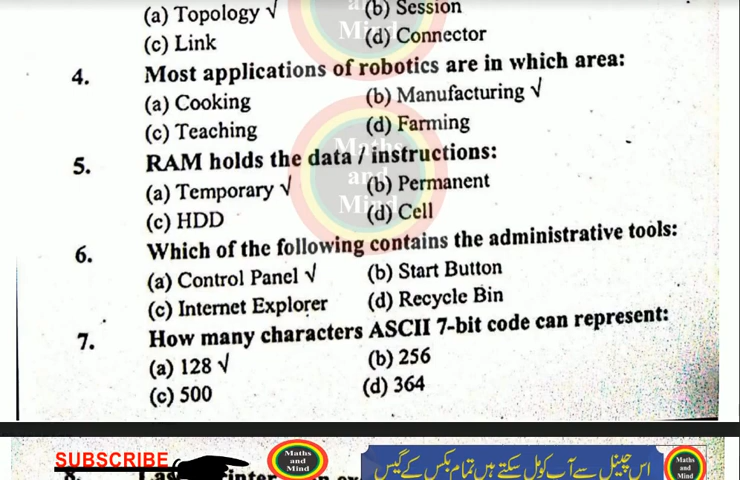 (a) Topology √ (b) Session
(c) Link (d) Connector
4. Most applications of robotics are in which area:
(a) Cooking (b) Manufacturing √
(c) Teaching (d) Farming
5. RAM holds the data / instructions:
(a) Temporary √ (b) Permanent
(c) HDD (d) Cell
6. Which of the following contains the administrative tools:
(a) Control Panel √ (b) Start Button
(c) Internet Explorer (d) Recycle Bin
7. How many characters ASCII 7-bit code can represent:
(a) 128 √ (b) 256
(c) 500 (d) 364
Maths
and
Mind
SUBSCRIBE
Maths
and
Mind
اس چینل سے آپ کو مل سکتے ہیں تمام بکس کے گیس
Maths
and
Mind
8.